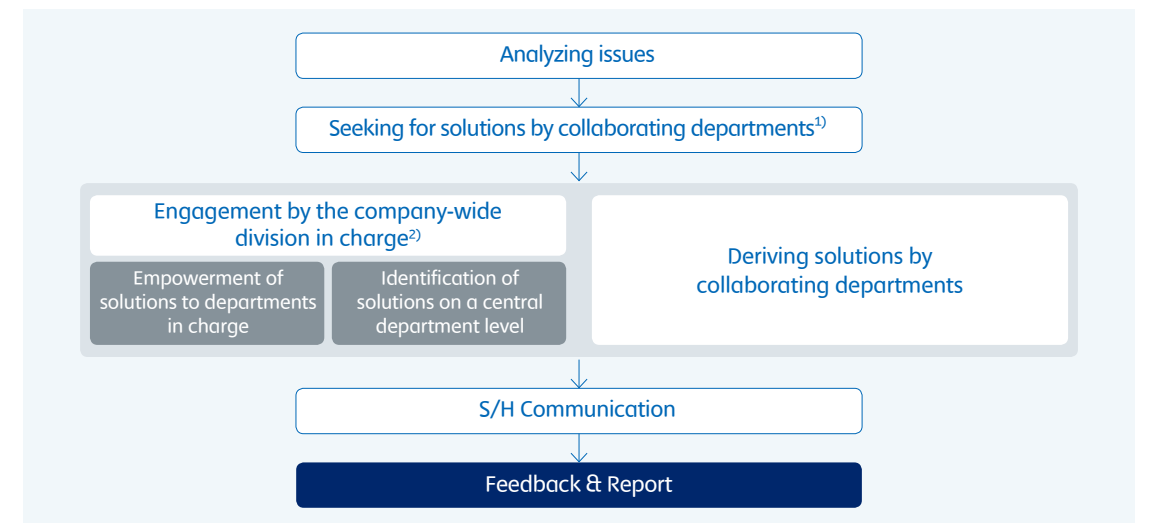 Analyzing issues
Seeking for solutions by collaborating departments1)
Engagement by the company-wide
division in charge2)
Empowerment of
solutions to departments
in charge
Identification of
solutions on a central
department level
Deriving solutions by
collaborating departments
S/H Communication
Feedback & Report